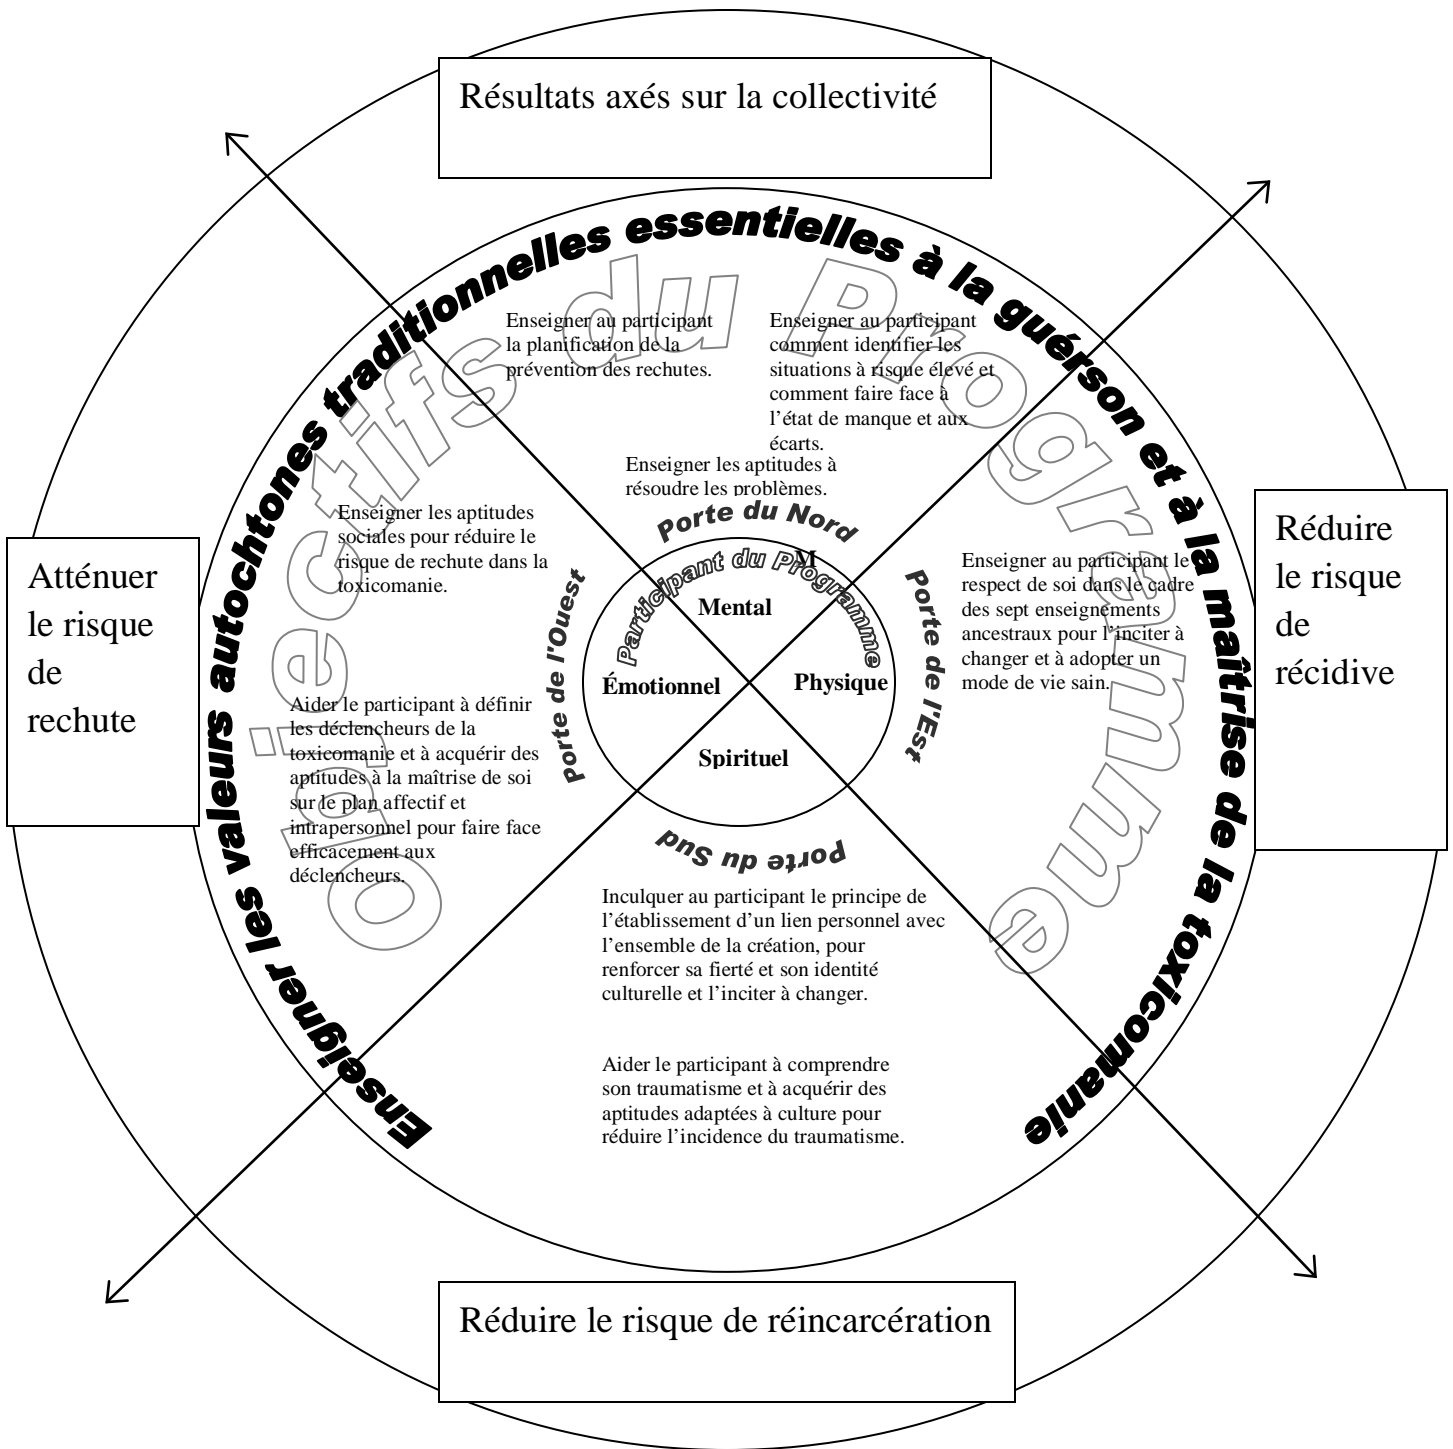 Résultats axés sur la collectivité
Enseigner les valeurs autochtones traditionnelles essentielles à la guérson et à la maîtrise de la toxicomanie
Objectifs du Programme
Enseigner au participant
la planification de la
prévention des rechutes.
Enseigner au participant
comment identifier les
situations à risque élevé et
comment faire face à
l’état de manque et aux
écarts.
Enseigner les aptitudes à
résoudre les problèmes.
Porte du Nord
Enseigner les aptitudes
sociales pour réduire le
risque de rechute dans la
toxicomanie.
Aider le participant à définir
les déclencheurs de la
toxicomanie et à acquérir des
aptitudes à la maîtrise de soi
sur le plan affectif et
intrapersonnel pour faire face
efficacement aux
déclencheurs.
Porte de l'Ouest
Participant du Programme
M
Mental
Émotionnel
Physique
Spirituel
Porte de l'Est
Enseigner au participant le
respect de soi dans le cadre
des sept enseignements
ancestraux pour l’inciter à
changer et à adopter un
mode de vie sain.
Porte du Sud
Inculquer au participant le principe de
l’établissement d’un lien personnel avec
l’ensemble de la création, pour
renforcer sa fierté et son identité
culturelle et l’inciter à changer.
Aider le participant à comprendre
son traumatisme et à acquérir des
aptitudes adaptées à culture pour
réduire l’incidence du traumatisme.
Atténuer
le risque
de
rechute
Réduire
le risque
de
récidive
Réduire le risque de réincarcération